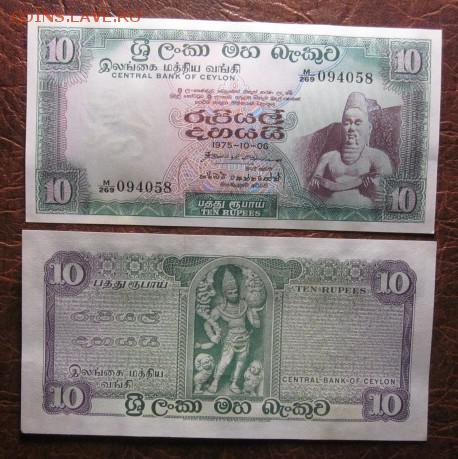 COINS.LAVE.RU
10 ශ්‍රී ලංකා මහ බැංකුව 10
இலங்கை மத்திய வங்கி
CENTRAL BANK OF CEYLON
M/269 094058
රුපියල්
දහයයි
1975-10-06
10 M/269 094058 10
பத்து ரூபாய்
TEN RUPEES
10 10
பத்து ரூபாய் TEN RUPEES
රුපියල්
දහයයි
இலங்கை மத்திய
வங்கி
CENTRAL BANK OF CEYLON
10 ශ්‍රී ලංකා මහ බැංකුව 10